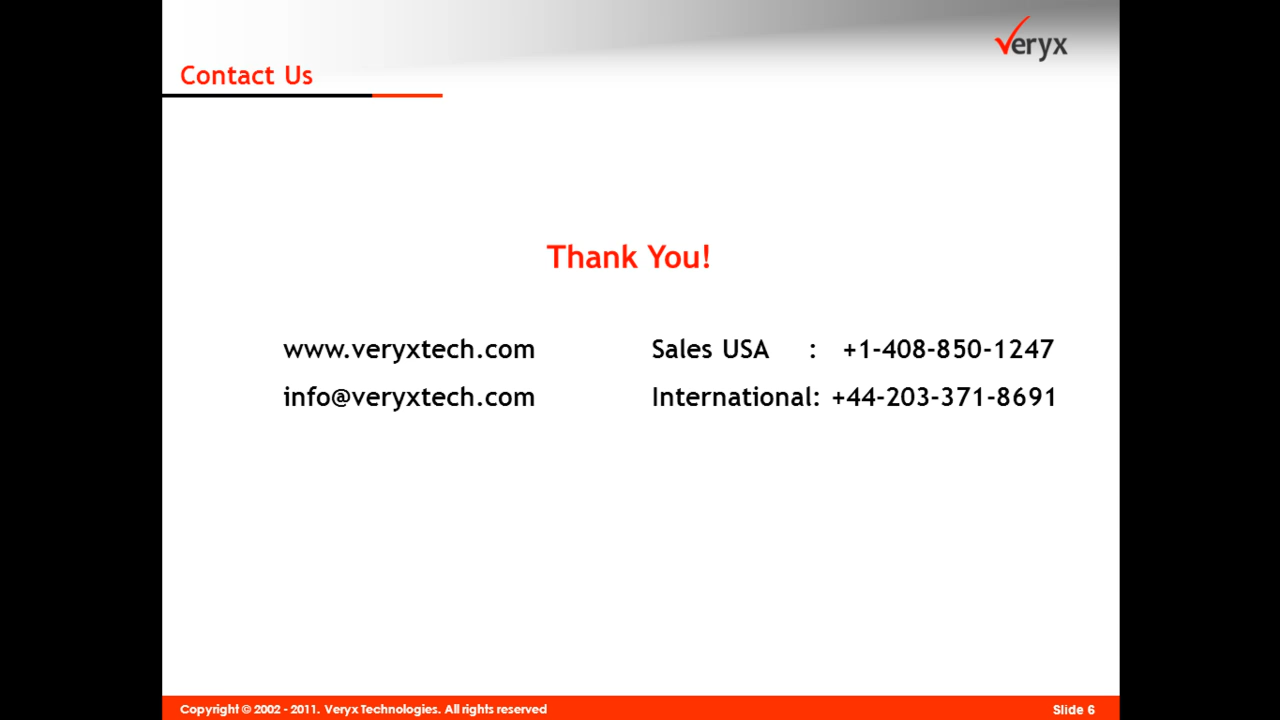 Veryx
Contact Us
Thank You!
www.veryxtech.com
Sales USA : +1-408-850-1247
info@veryxtech.com
International: +44-203-371-8691
Copyright © 2002 - 2011. Veryx Technologies. All rights reserved
Slide 6